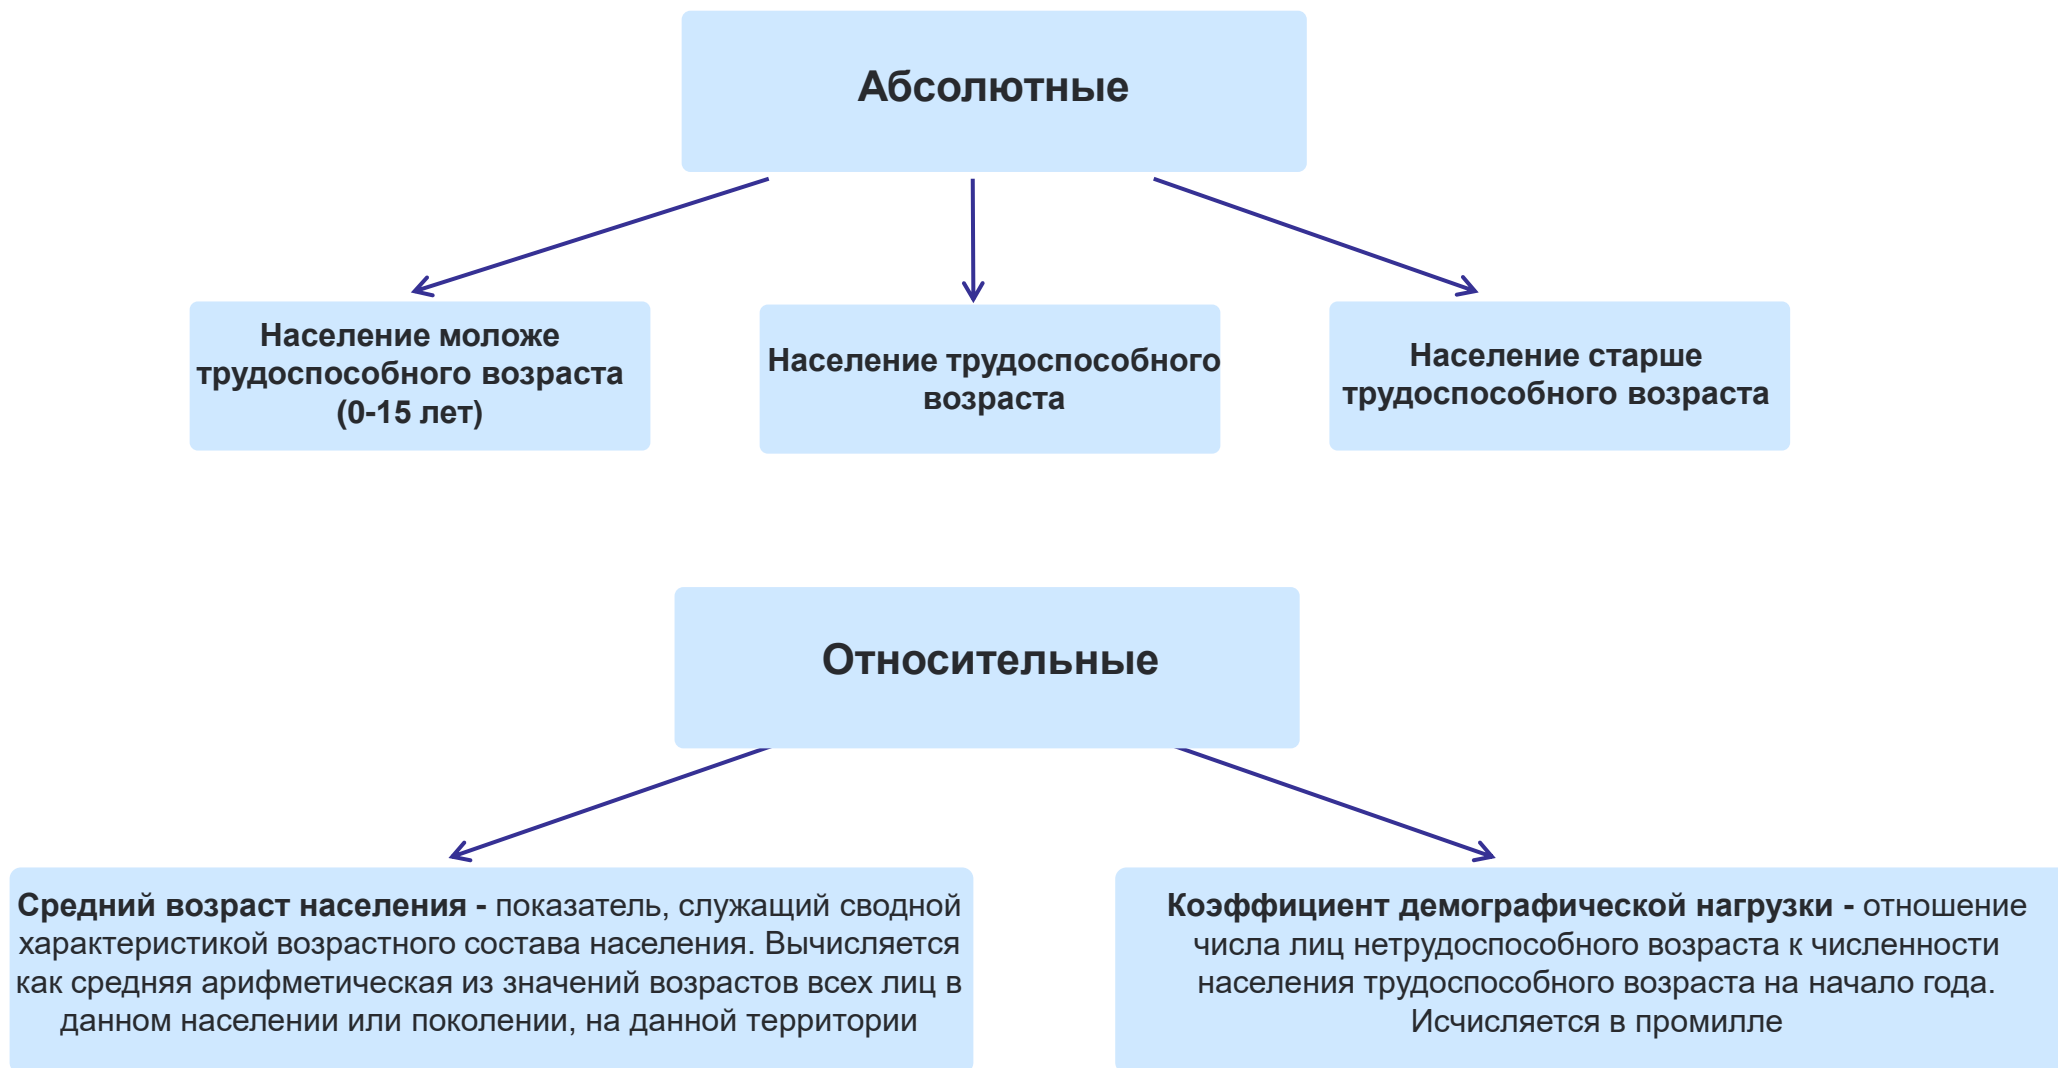 Абсолютные
Население моложе
трудоспособного возраста
(0-15 лет)
Население трудоспособного
возраста
Население старше
трудоспособного возраста
Относительные
Средний возраст населения - показатель, служащий сводной
характеристикой возрастного состава населения. Вычисляется
как средняя арифметическая из значений возрастов всех лиц в
данном населении или поколении, на данной территории
Коэффициент демографической нагрузки - отношение
числа лиц нетрудоспособного возраста к численности
населения трудоспособного возраста на начало года.
Исчисляется в промилле